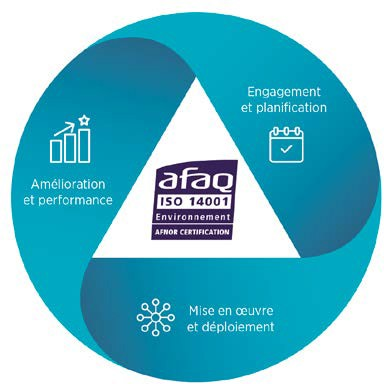 Engagement
et planification
Amélioration
et performance
afaq
ISO 14001
Environnement
AFNOR CERTIFICATION
Mise en œuvre
et déploiement